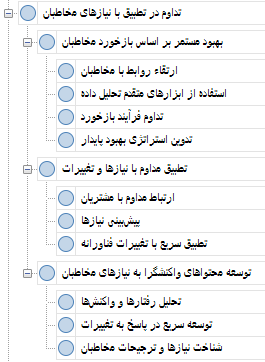 تداوم در تطبیق با نیازهای مخاطبان
بهبود مستمر بر اساس بازخورد مخاطبان
ارتقاء روابط با مخاطبان
استفاده از ابزارهای متقدم تحلیل داده
تداوم فرآیند بازخورد
تدوین استراتژی بهبود پایدار
تطبیق مداوم با نیازها و تغییرات
ارتباط مداوم با مشتریان
پیش‌بینی نیازها
تطبیق سریع با تغییرات فناورانه
توسعه محتواهای واکنشگرا به نیازهای مخاطبان
تحلیل رفتارها و واکنش‌ها
توسعه سریع در پاسخ به تغییرات
شناخت نیازها و ترجیحات مخاطبان